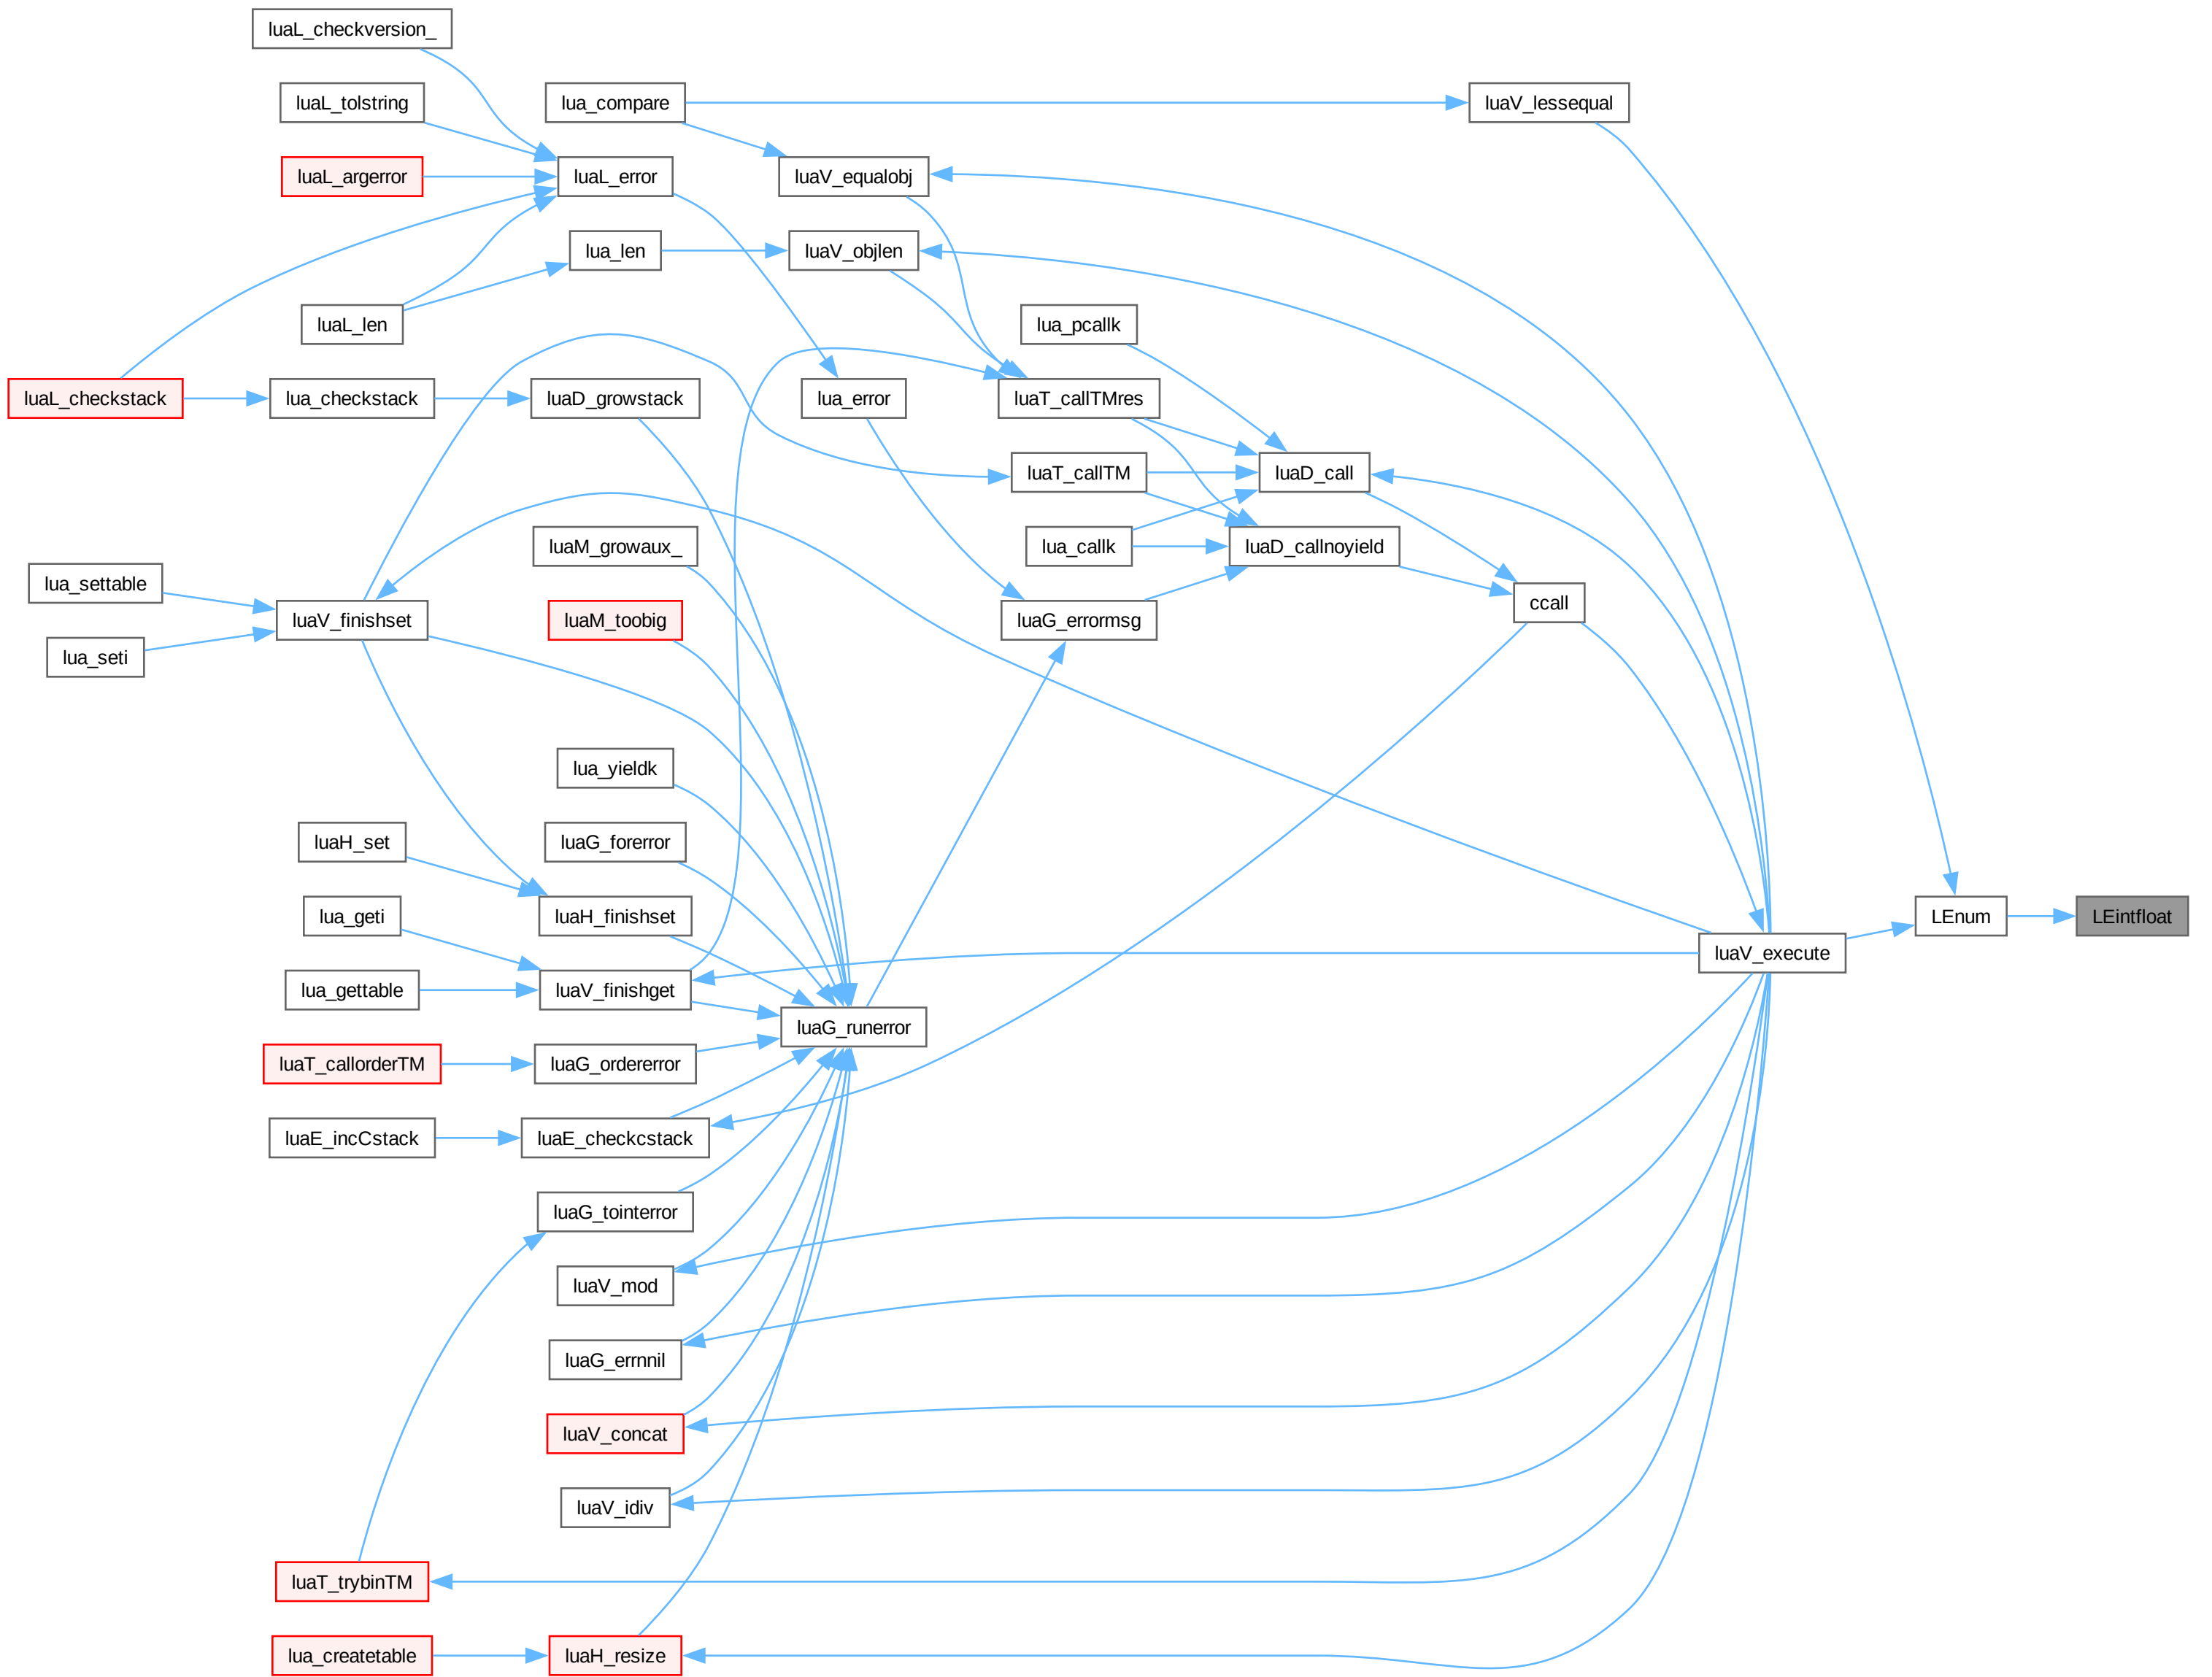 luaL_checkversion_
luaL_tolstring
lua_compare
luaV_lessequal
luaL_argerror
luaL_error
luaV_equalobj
lua_len
luaV_objlen
luaL_len
lua_pcallk
luaL_checkstack
lua_checkstack
luaD_growstack
lua_error
luaT_callTMres
luaT_callTM
luaD_call
luaM_growaux_
lua_callk
luaD_callnoyield
lua_settable
luaV_finishset
luaM_toobig
luaG_errormsg
ccall
lua_seti
lua_yieldk
luaH_set
luaG_forerror
lua_geti
luaH_finishset
LEnum
LEintfloat
luaV_execute
lua_gettable
luaV_finishget
luaG_runerror
luaT_callorderTM
luaG_ordererror
luaE_incCstack
luaE_checkcstack
luaG_tointerror
luaV_mod
luaG_errnnil
luaV_concat
luaV_idiv
luaT_trybinTM
lua_createtable
luaH_resize